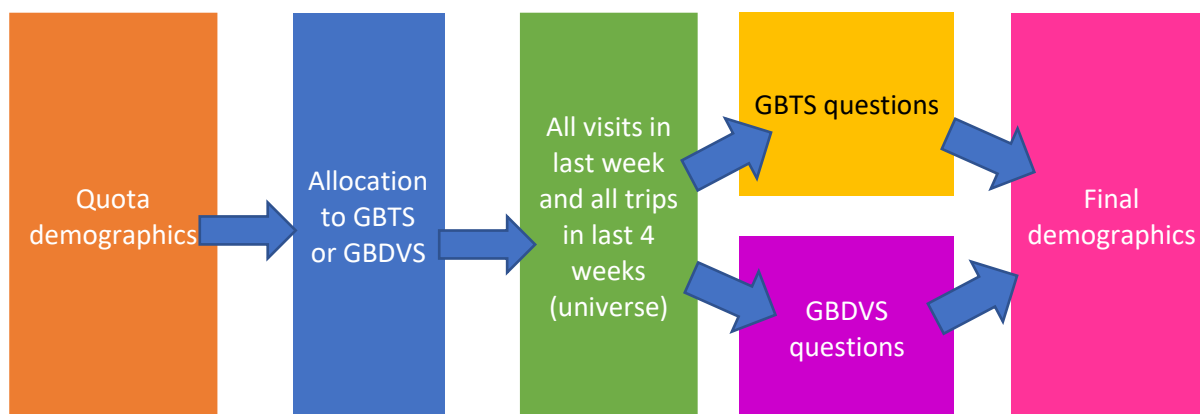 Quota
demographics
Allocation
to GBTS
or GBDVS
All visits in
last week
and all trips
in last 4
weeks
(universe)
GBTS questions
GBDVS
questions
Final
demographics